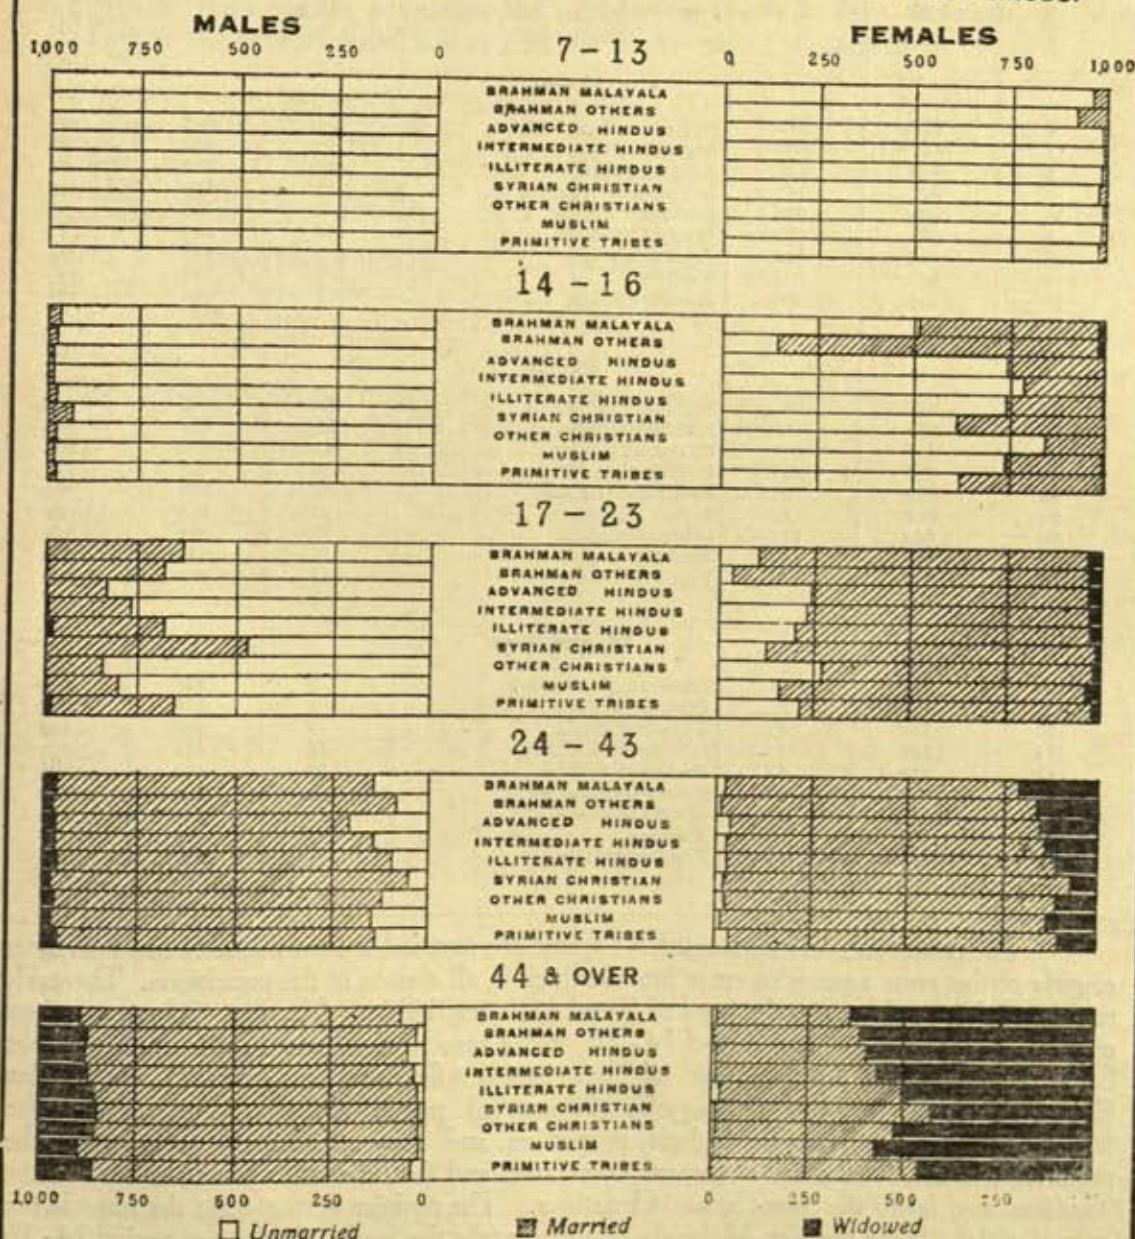 MALES FEMALES
1,000 750 500 250 0 7-13 0 250 500 750 1,000
BRAHMAN MALAYALA
BRAHMAN OTHERS
ADVANCED HINDUS
INTERMEDIATE HINDUS
ILLITERATE HINDUS
SYRIAN CHRISTIAN
OTHER CHRISTIANS
MUSLIM
PRIMITIVE TRIBES
14 - 16
BRAHMAN MALAYALA
BRAHMAN OTHERS
ADVANCED HINDUS
INTERMEDIATE HINDUS
ILLITERATE HINDUS
SYRIAN CHRISTIAN
OTHER CHRISTIANS
MUSLIM
PRIMITIVE TRIBES
17 - 23
BRAHMAN MALAYALA
BRAHMAN OTHERS
ADVANCED HINDUS
INTERMEDIATE HINDUS
ILLITERATE HINDUS
SYRIAN CHRISTIAN
OTHER CHRISTIANS
MUSLIM
PRIMITIVE TRIBES
24 - 43
BRAHMAN MALAYALA
BRAHMAN OTHERS
ADVANCED HINDUS
INTERMEDIATE HINDUS
ILLITERATE HINDUS
SYRIAN CHRISTIAN
OTHER CHRISTIANS
MUSLIM
PRIMITIVE TRIBES
44 & OVER
BRAHMAN MALAYALA
BRAHMAN OTHERS
ADVANCED HINDUS
INTERMEDIATE HINDUS
ILLITERATE HINDUS
SYRIAN CHRISTIAN
OTHER CHRISTIANS
MUSLIM
PRIMITIVE TRIBES
1,000 750 500 250 0 0 250 500 750
Unmarried Married Widowed